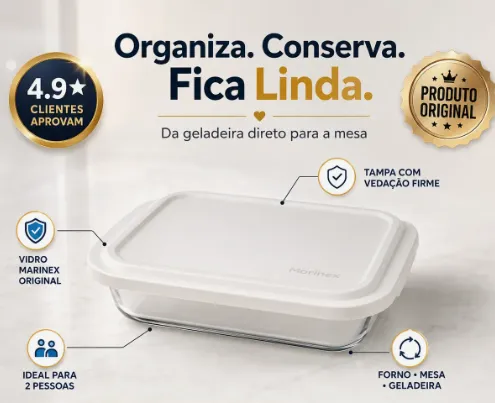 Organiza. Conserva.
Fica Linda.
Da geladeira direto para a mesa
4.9★
CLIENTES
APROVAM
PRODUTO
ORIGINAL
TAMPA COM
VEDAÇÃO FIRME
VIDRO
MARINEX
ORIGINAL
Marinex
IDEAL PARA
2 PESSOAS
FORNO • MESA
• GELADEIRA